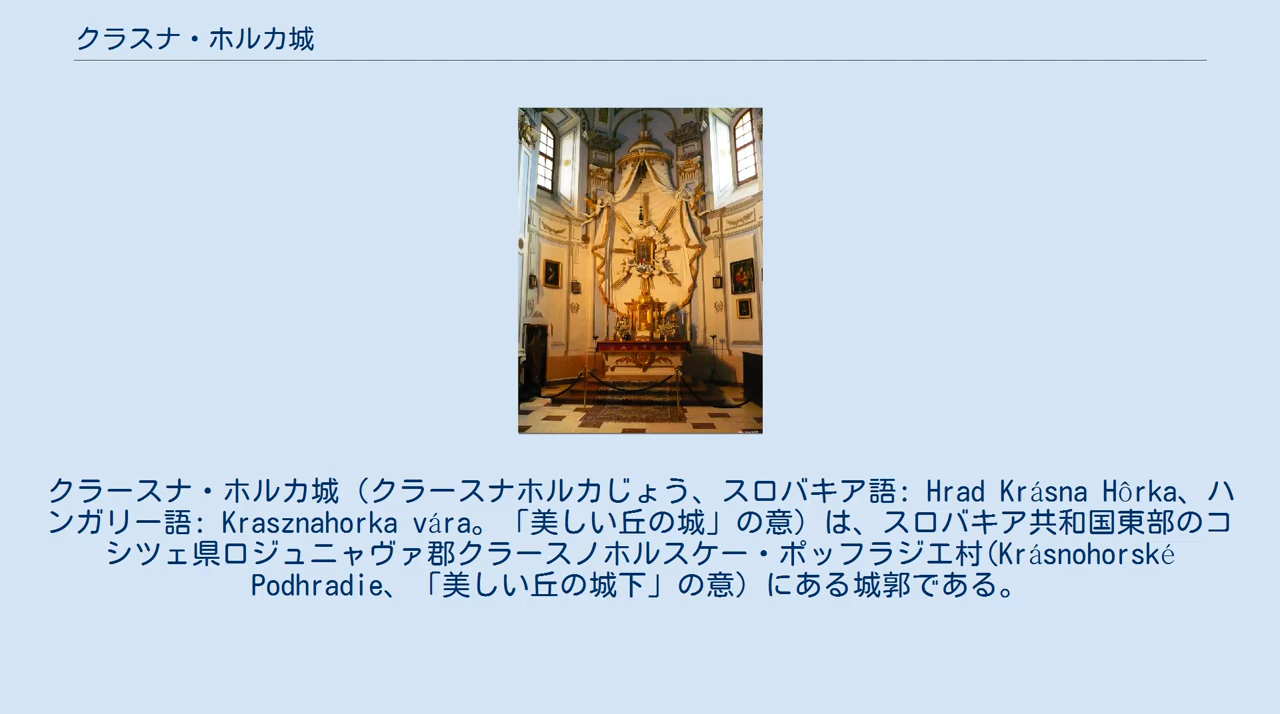 クラスナ・ホルカ城
クラースナ・ホルカ城（クラースナホルカじょう、スロバキア語: Hrad Krásna Hôrka、ハ
ンガリー語: Krasznahorka vára。「美しい丘の城」の意）は、スロバキア共和国東部のコ
シツェ県ロジュニャヴァ郡クラースノホルスケー・ポッフラジエ村(Krásnohorské
Podhradie、「美しい丘の城下」の意）にある城郭である。